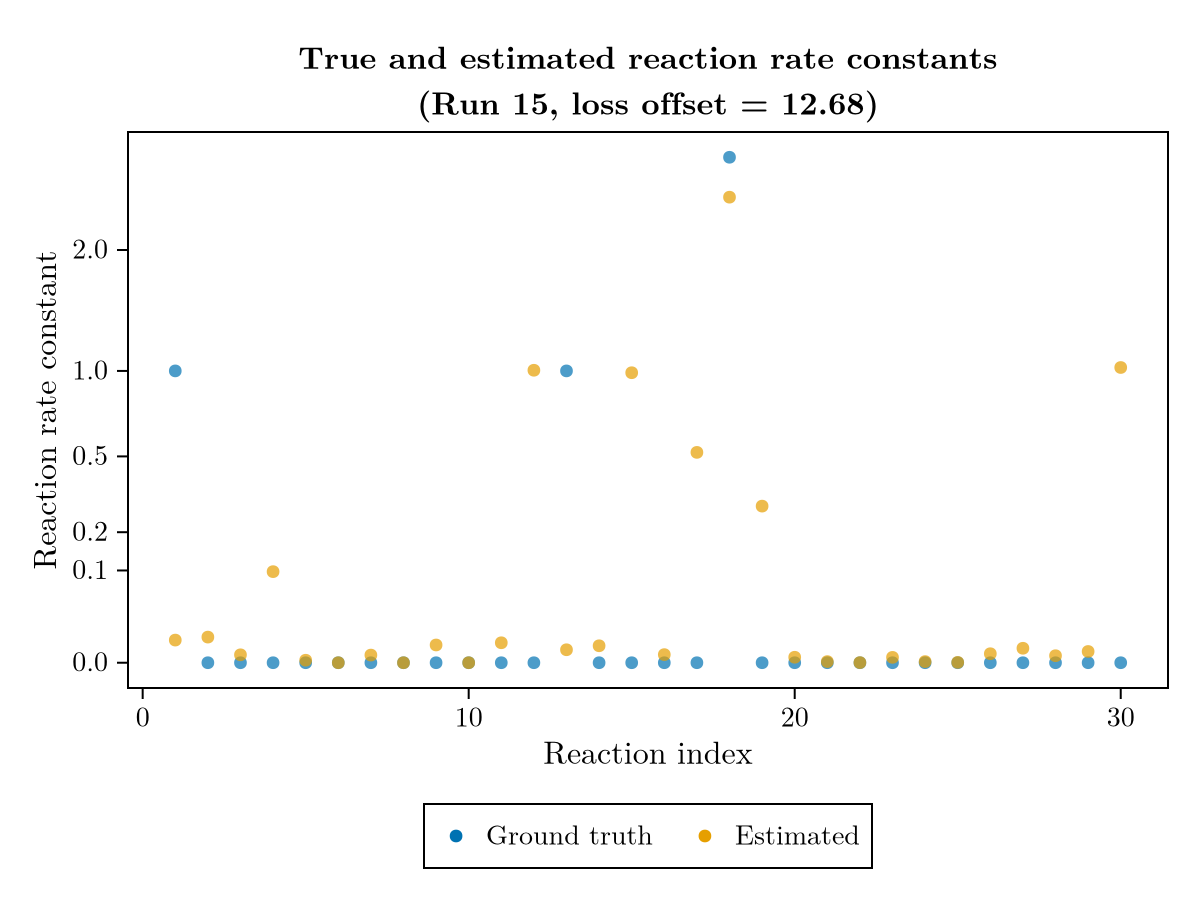 True and estimated reaction rate constants
(Run 15, loss offset = 12.68)
Reaction rate constant
2.0
1.0
0.5
0.2
0.1
0.0
0 10 20 30
Reaction index
Ground truth Estimated